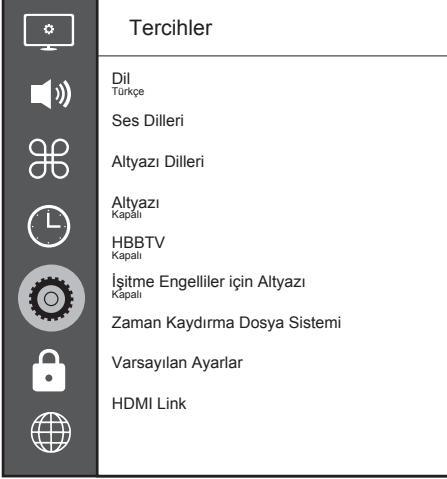 Tercihler
Dil
Türkçe
Ses Dilleri
Altyazı Dilleri
Altyazı
Kapalı
HBBTV
Kapalı
İşitme Engelliler için Altyazı
Kapalı
Zaman Kaydırma Dosya Sistemi
Varsayılan Ayarlar
HDMI Link